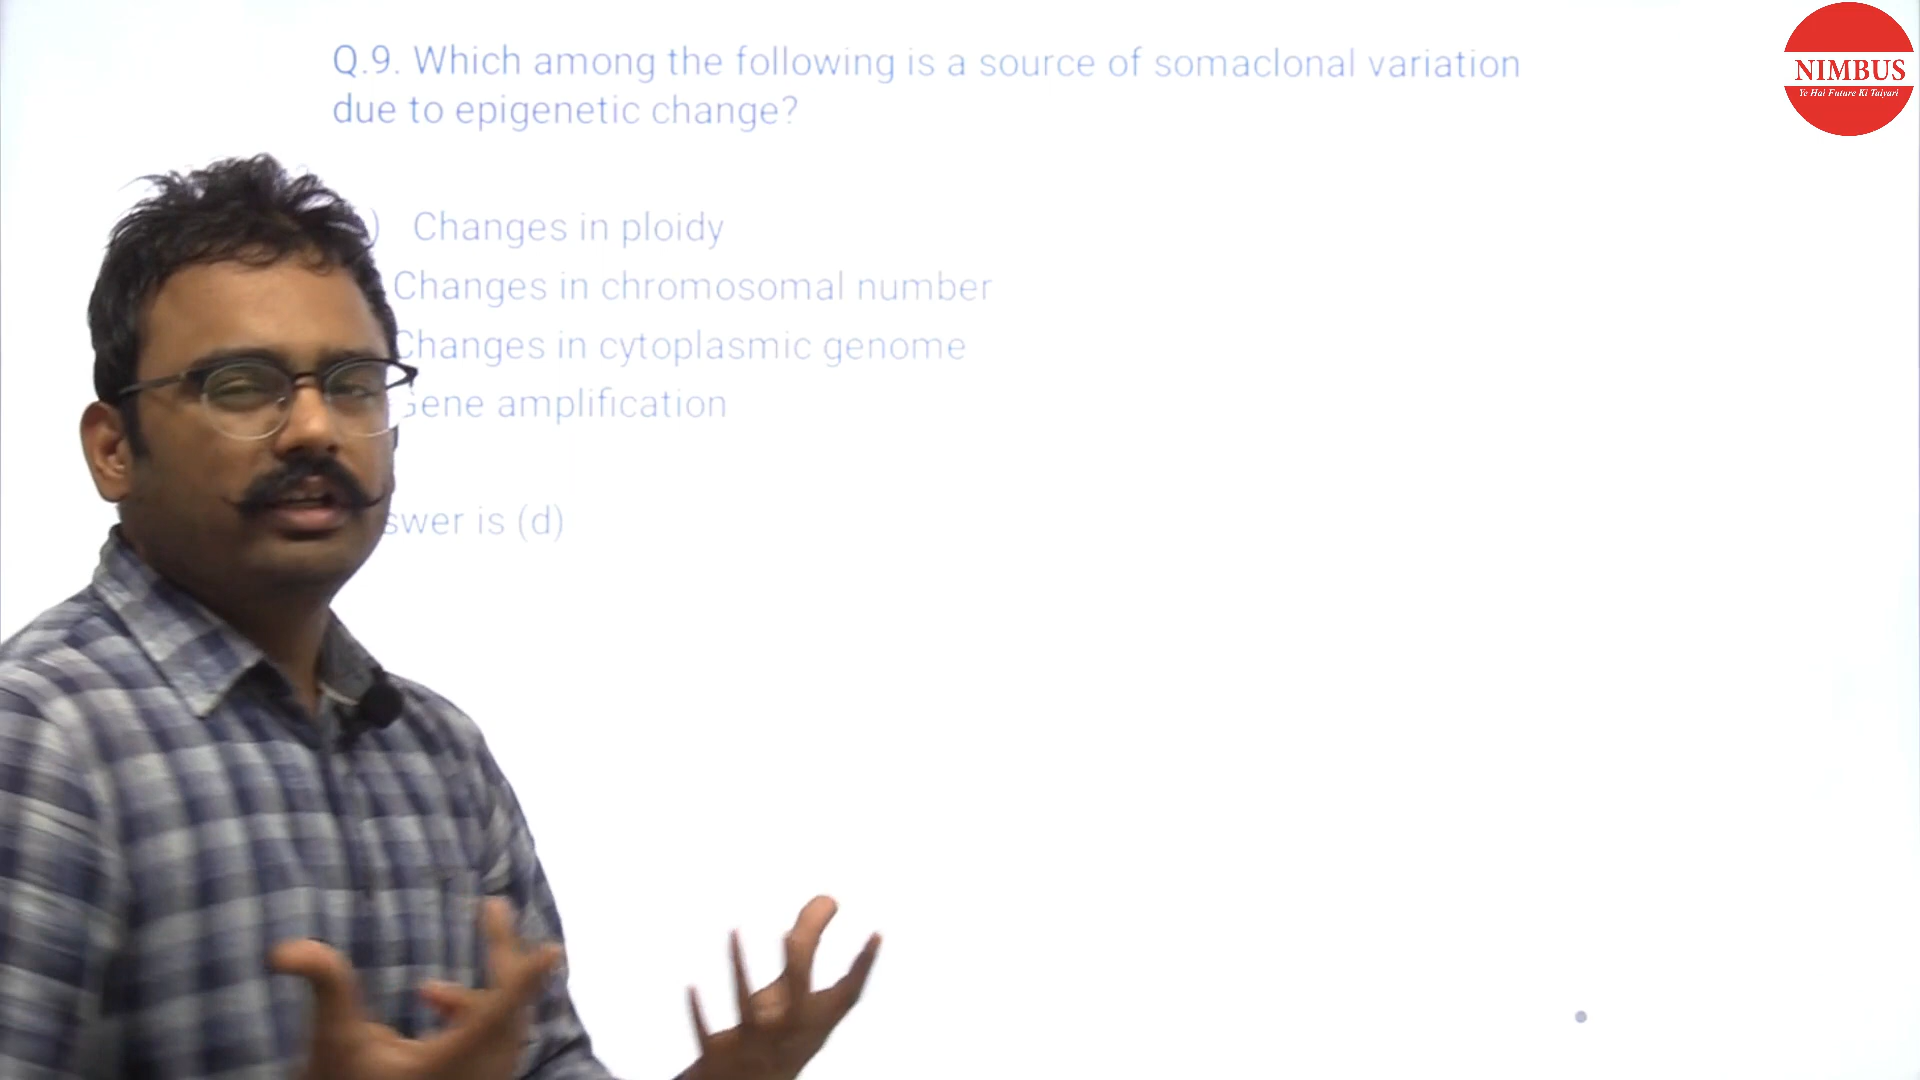 Q.9. Which among the following is a source of somaclonal variation
due to epigenetic change?
NIMBUS
Ye Hai Future Ki Taiyari
) Changes in ploidy
Changes in chromosomal number
Changes in cytoplasmic genome
Gene amplification
swer is (d)